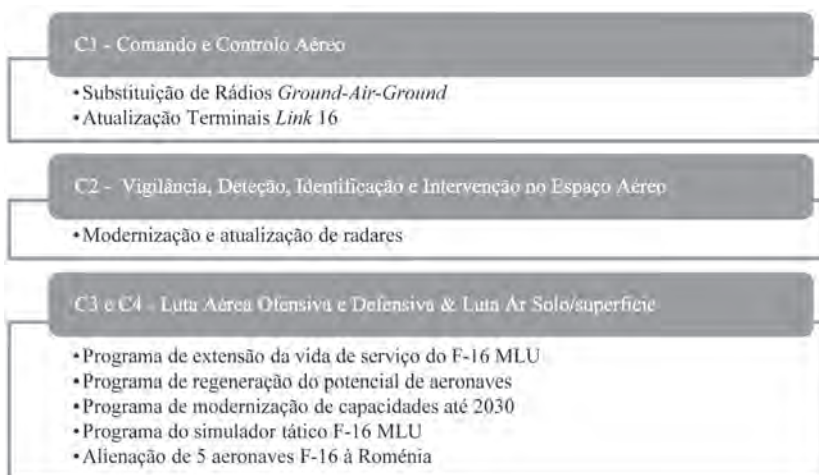 C1 - Comando e Controlo Aéreo
•Substituição de Rádios Ground-Air-Ground
•Atualização Terminais Link 16
C2 - Vigilância, Deteção, Identificação e Intervenção no Espaço Aéreo
•Modernização e atualização de radares
C3 e C4 - Luta Aérea Ofensiva e Defensiva & Luta Ar Solo/superfície
•Programa de extensão da vida de serviço do F-16 MLU
•Programa de regeneração do potencial de aeronaves
•Programa de modernização de capacidades até 2030
•Programa do simulador tático F-16 MLU
•Alienação de 5 aeronaves F-16 à Roménia